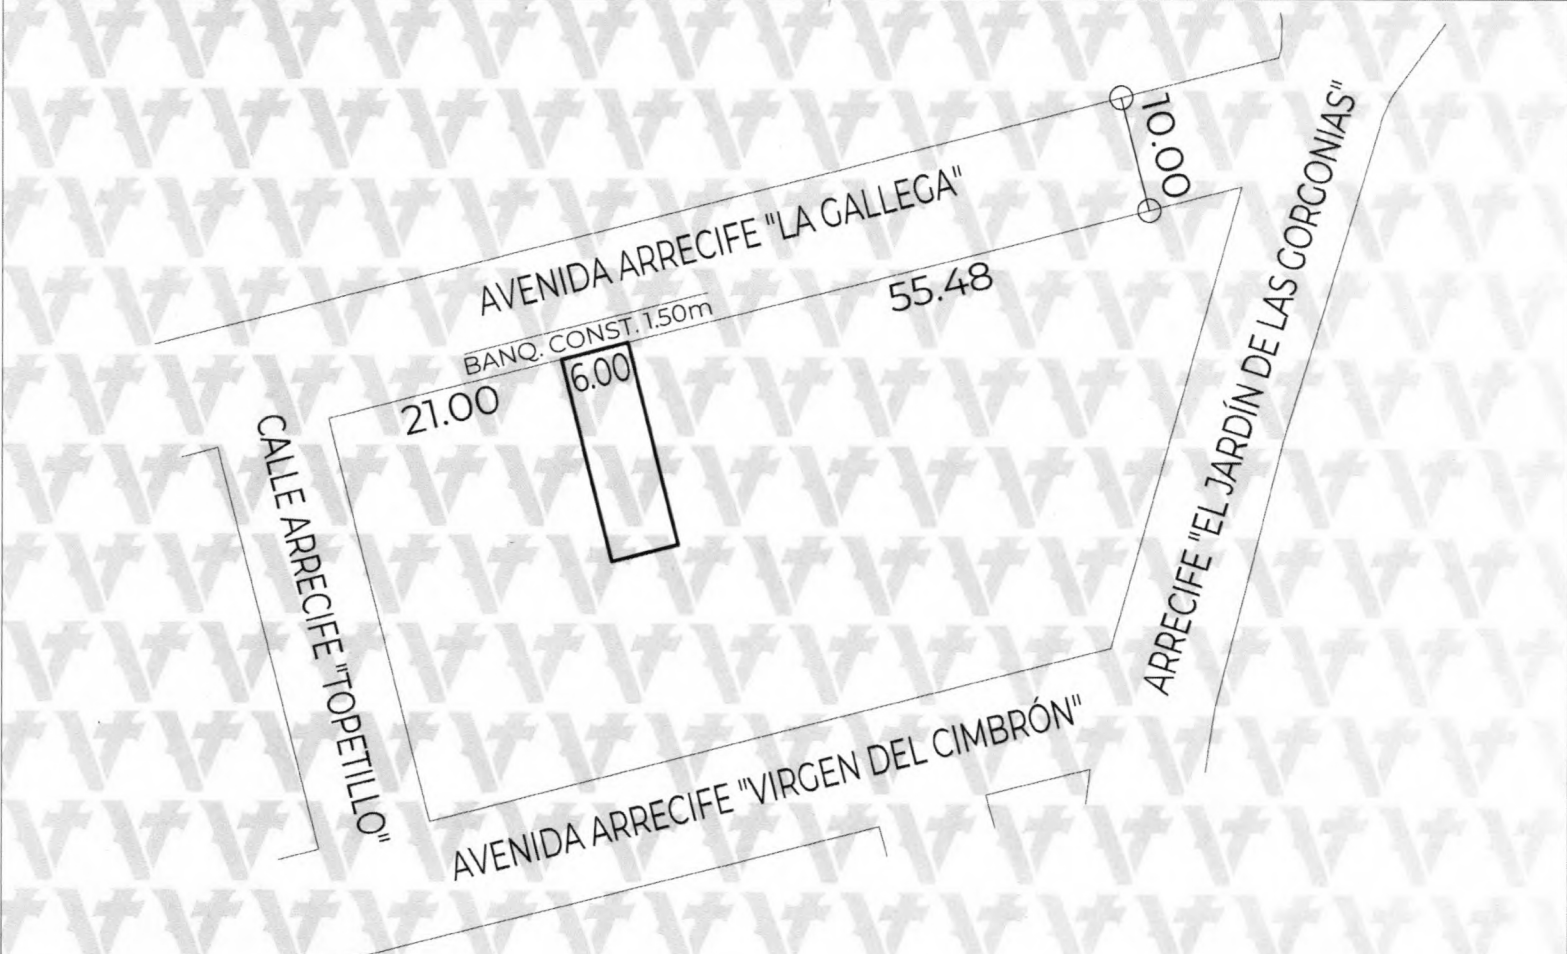 10.00
AVENIDA ARRECIFE "LA GALLEGA"
55.48
BANQ. CONST. 1.50m
6.00
21.00
CALLE ARRECIFE "TOPETILLO"
ARRECIFE "EL JARDÍN DE LAS GORGONIAS"
AVENIDA ARRECIFE "VIRGEN DEL CIMBRÓN"